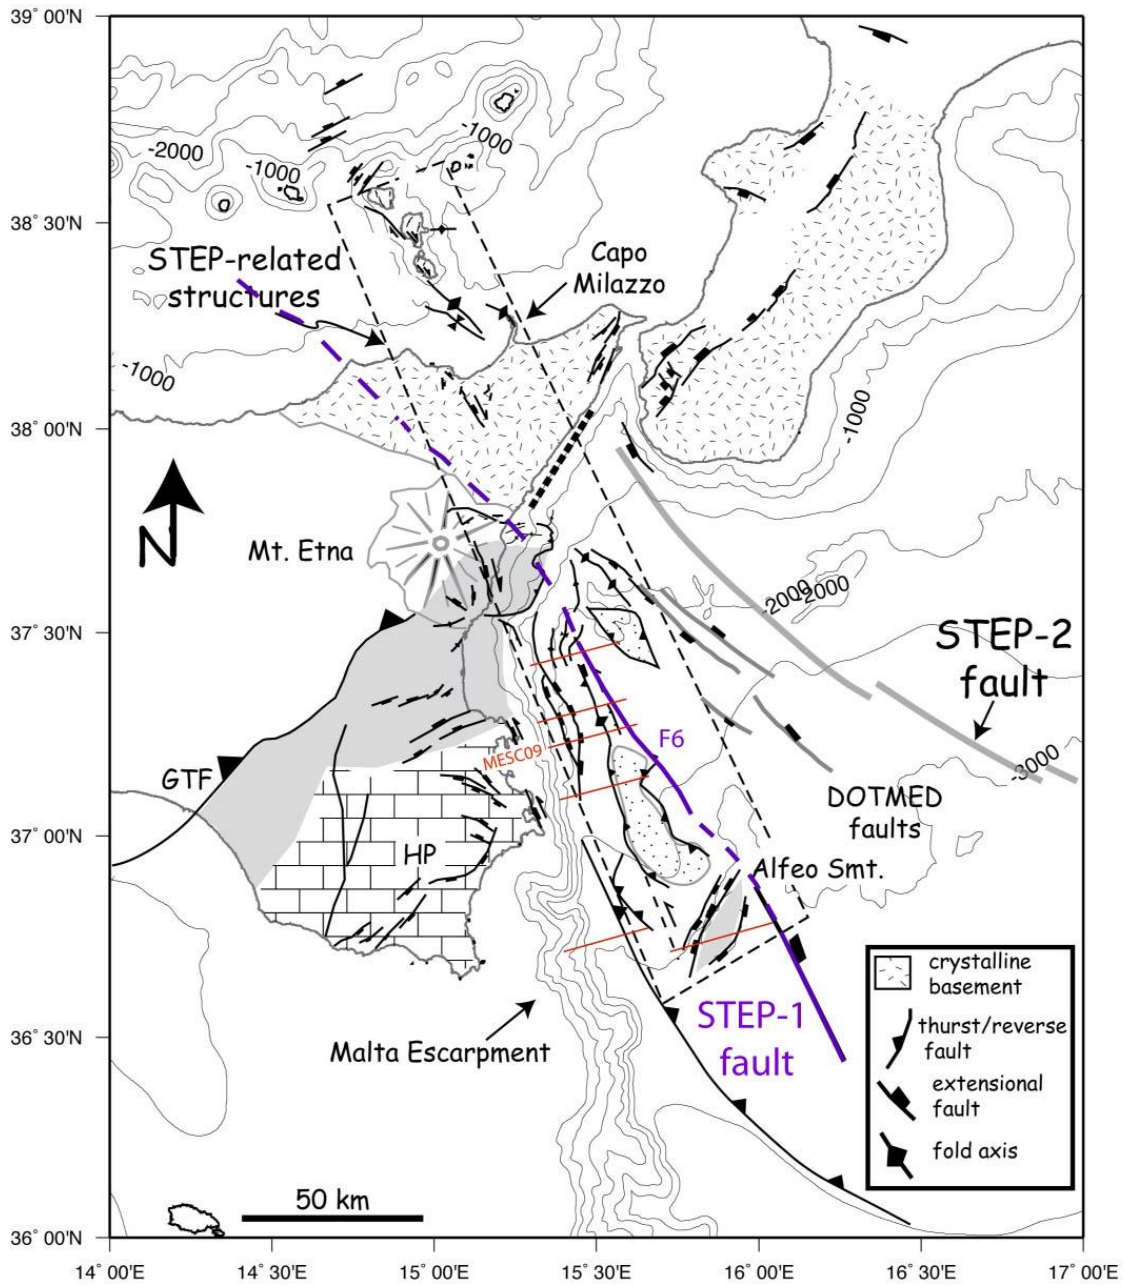 39° 00'N
-1000
-2000
-1000
38° 30'N
STEP-related
structures
Capo
Milazzo
-1000
-1000
38° 00'N
N
Mt. Etna
-2000
-2000
37° 30'N
STEP-2
fault
F6
MESC09
-3000
GTF
DOTMED
faults
37° 00'N
HP
Alfeo Smt.
crystalline
basement
STEP-1
fault
thurst/reverse
fault
36° 30'N
Malta Escarpment
extensional
fault
fold axis
50 km
36° 00'N
14° 00'E
14° 30'E
15° 00'E
15° 30'E
16° 00'E
16° 30'E
17° 00'E